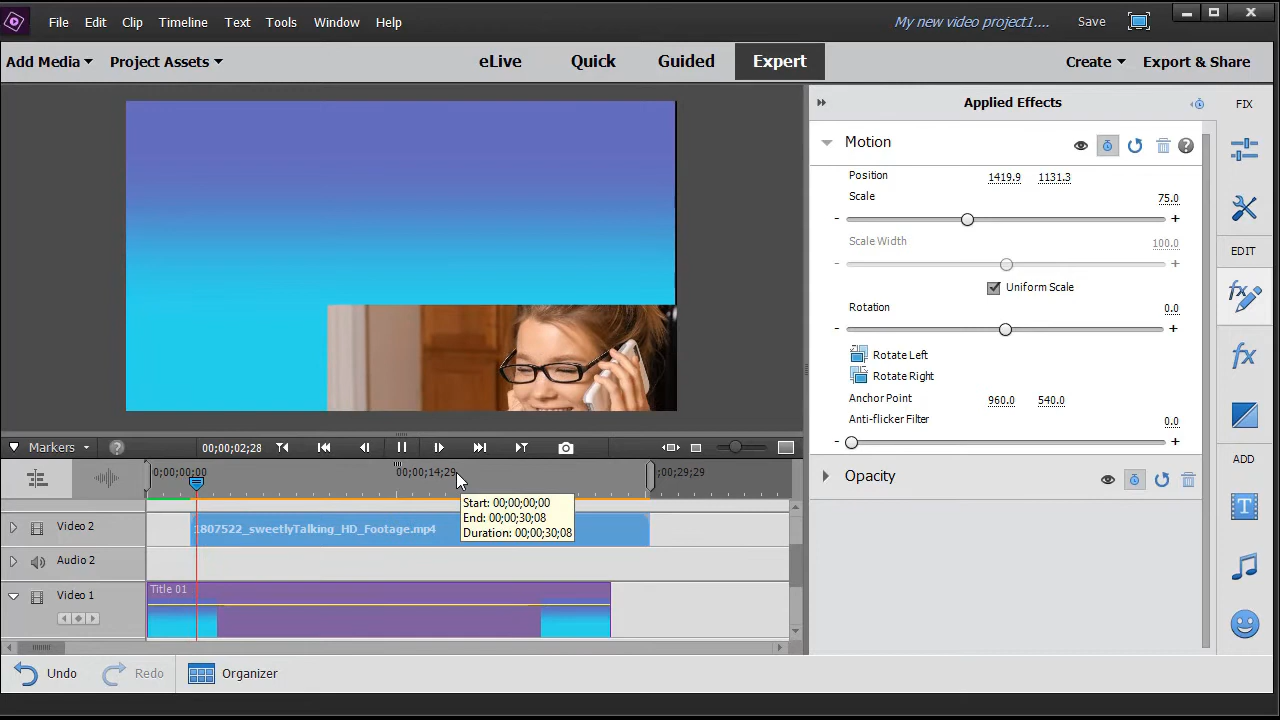 File Edit Clip Timeline Text Tools Window Help My new video project1.... Save
Add Media Project Assets eLive Quick Guided Expert Create Export & Share
Applied Effects FIX
Motion
Position 1419.9 1131.3
Scale 75.0
- +
Scale Width 100.0
- +
EDIT
Uniform Scale
Rotation 0.0
- +
Rotate Left
Rotate Right
Anchor Point 960.0 540.0
Anti-flicker Filter 0.0
- +
ADD
Opacity
Markers 00;00;02;28
0;00;00;00 00;00;14;29 ;00;29;29
Start: 00;00;00;00
End: 00;00;30;08
Duration: 00;00;30;08
Video 2 1807522_sweetlyTalking_HD_Footage.mp4
Audio 2
Title 01
Video 1
Undo Redo Organizer